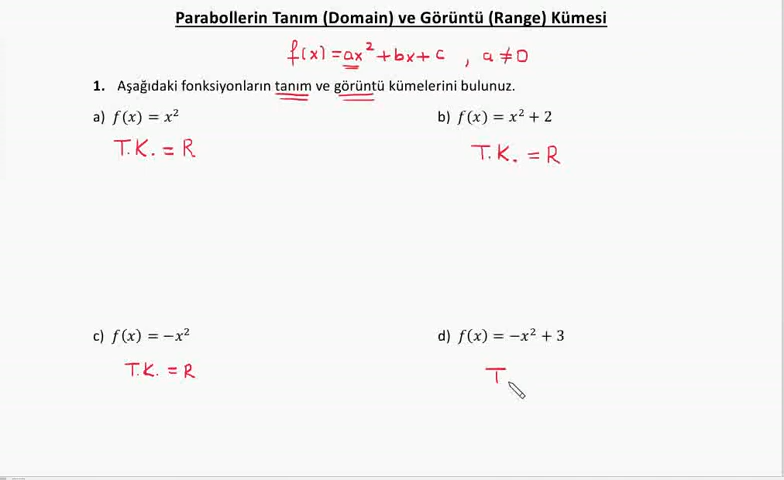 Parabollerin Tanım (Domain) ve Görüntü (Range) Kümesi
f(x) = ax² + bx + c , a ≠ 0
1. Aşağıdaki fonksiyonların tanım ve görüntü kümelerini bulunuz.
a) f(x) = x²
b) f(x) = x² + 2
T.K. = R
T.K. = R
c) f(x) = −x²
d) f(x) = −x² + 3
T.K. = R
T